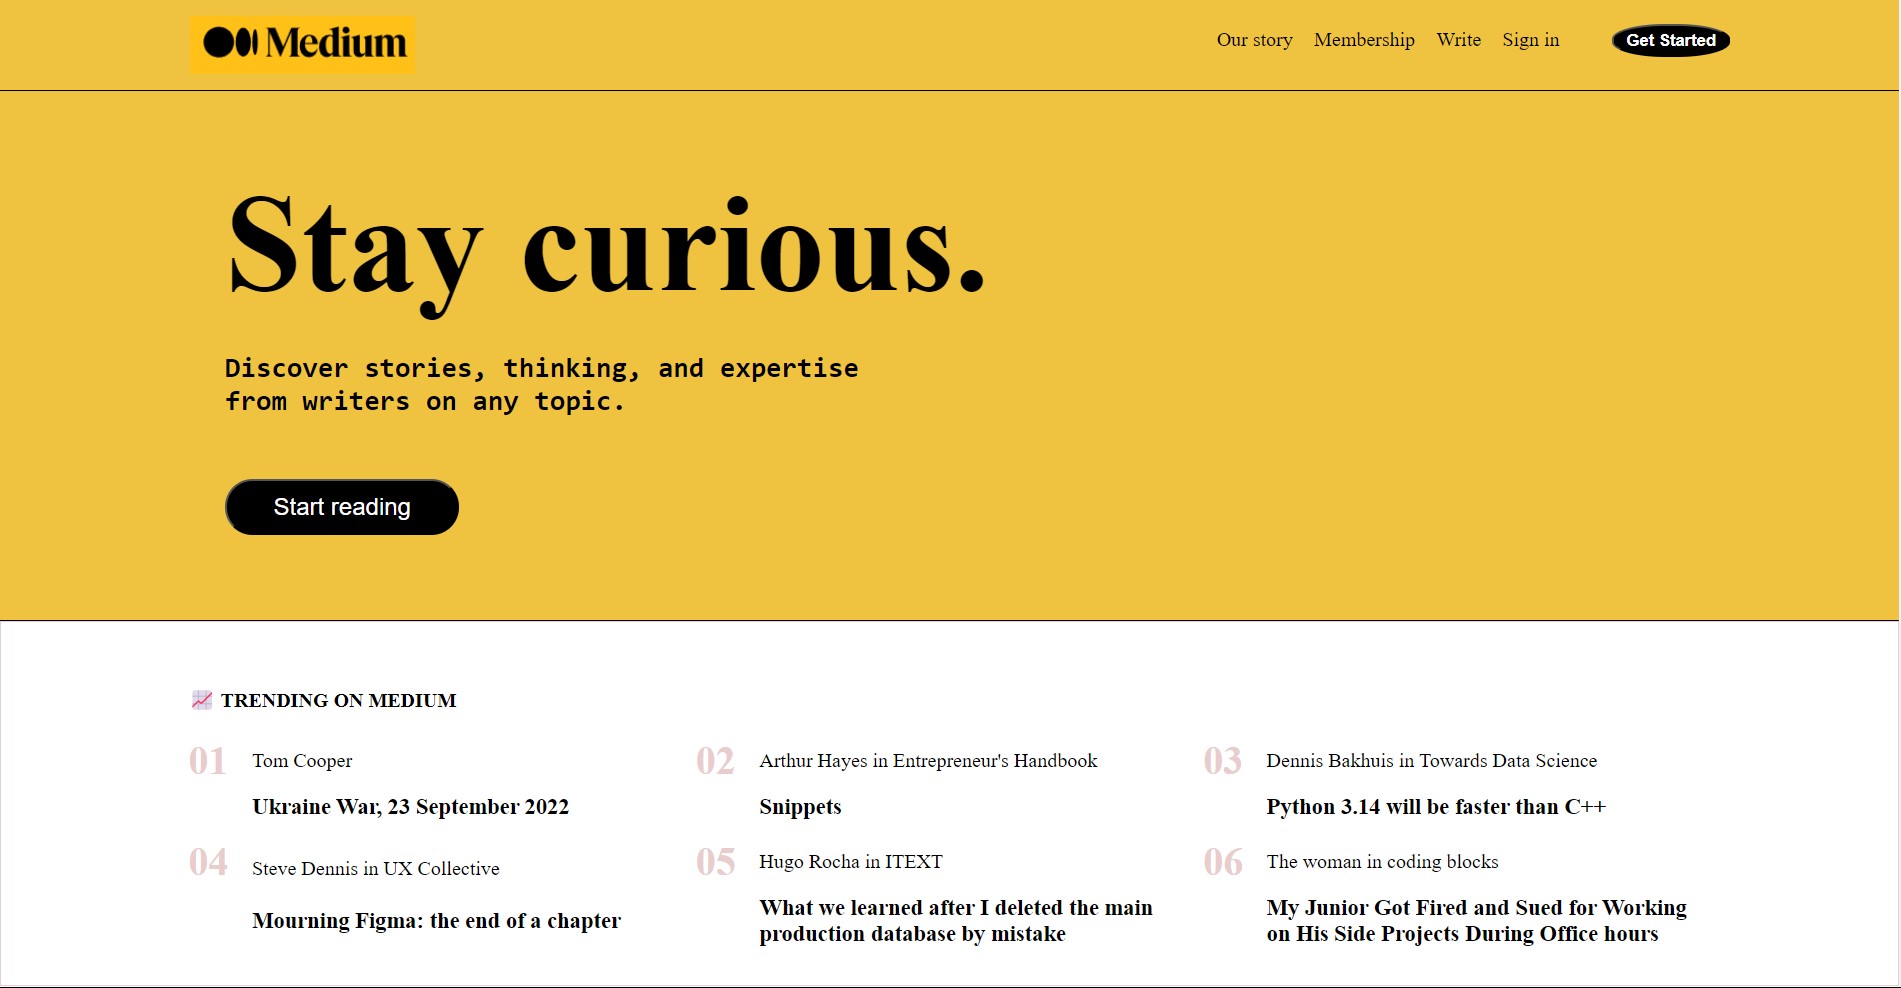 Medium
Our story Membership Write Sign in Get Started
Stay curious.
Discover stories, thinking, and expertise
from writers on any topic.
Start reading
TRENDING ON MEDIUM
01 Tom Cooper
Ukraine War, 23 September 2022
02 Arthur Hayes in Entrepreneur's Handbook
Snippets
03 Dennis Bakhuis in Towards Data Science
Python 3.14 will be faster than C++
04 Steve Dennis in UX Collective
Mourning Figma: the end of a chapter
05 Hugo Rocha in ITEXT
What we learned after I deleted the main
production database by mistake
06 The woman in coding blocks
My Junior Got Fired and Sued for Working
on His Side Projects During Office hours